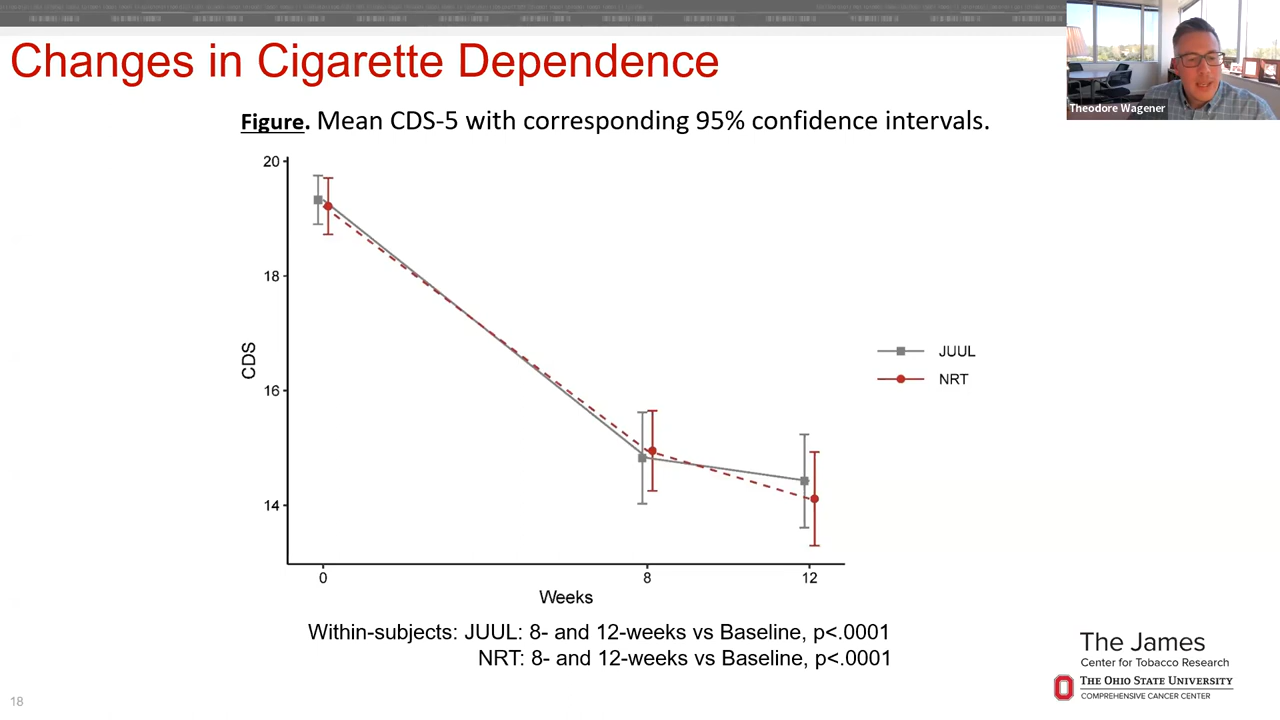 Changes in Cigarette Dependence
Theodore Wagener
Figure. Mean CDS-5 with corresponding 95% confidence intervals.
20
18
16
14
CDS
0
8
12
Weeks
JUUL
NRT
Within-subjects: JUUL: 8- and 12-weeks vs Baseline, p<.0001
NRT: 8- and 12-weeks vs Baseline, p<.0001
The James
Center for Tobacco Research
THE OHIO STATE UNIVERSITY
COMPREHENSIVE CANCER CENTER
18